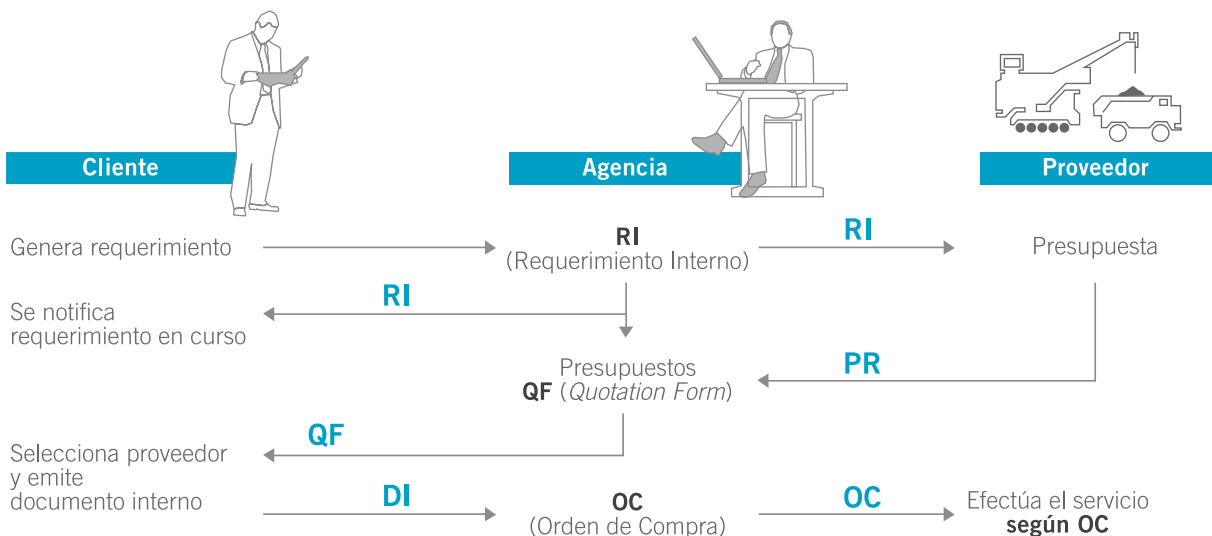 Cliente
Agencia
Proveedor
Genera requerimiento
RI
(Requerimiento Interno)
RI
Presupuesta
RI
Se notifica
requerimiento en curso
PR
Presupuestos
QF (Quotation Form)
QF
Selecciona proveedor
y emite
documento interno
DI
OC
(Orden de Compra)
OC
Efectúa el servicio
según OC